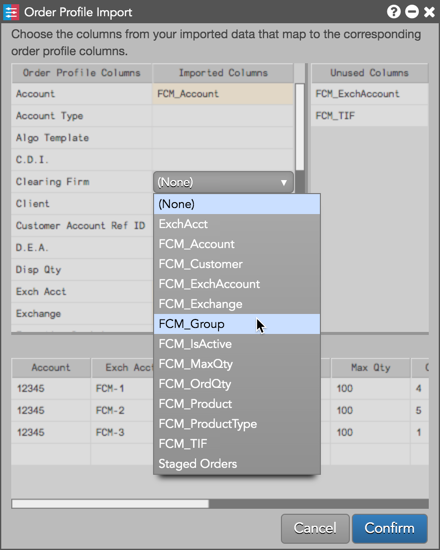 Order Profile Import
Choose the columns from your imported data that map to the corresponding
order profile columns.
Order Profile Columns Imported Columns Unused Columns
Account FCM_Account FCM_ExchAccount
Account Type FCM_TIF
Algo Template
C.D.I.
Clearing Firm (None)
Client (None)
Customer Account Ref ID ExchAcct
D.E.A. FCM_Account
Disp Qty FCM_Customer
Exch Acct FCM_ExchAccount
Exchange FCM_Exchange
FCM_Group
FCM_IsActive
Account Exch Acc FCM_MaxQty Max Qty
12345 FCM-1 FCM_OrdQty 100 4
12345 FCM-2 FCM_Product 100 5
12345 FCM-3 FCM_ProductType 100 1
FCM_TIF
Staged Orders
Cancel Confirm